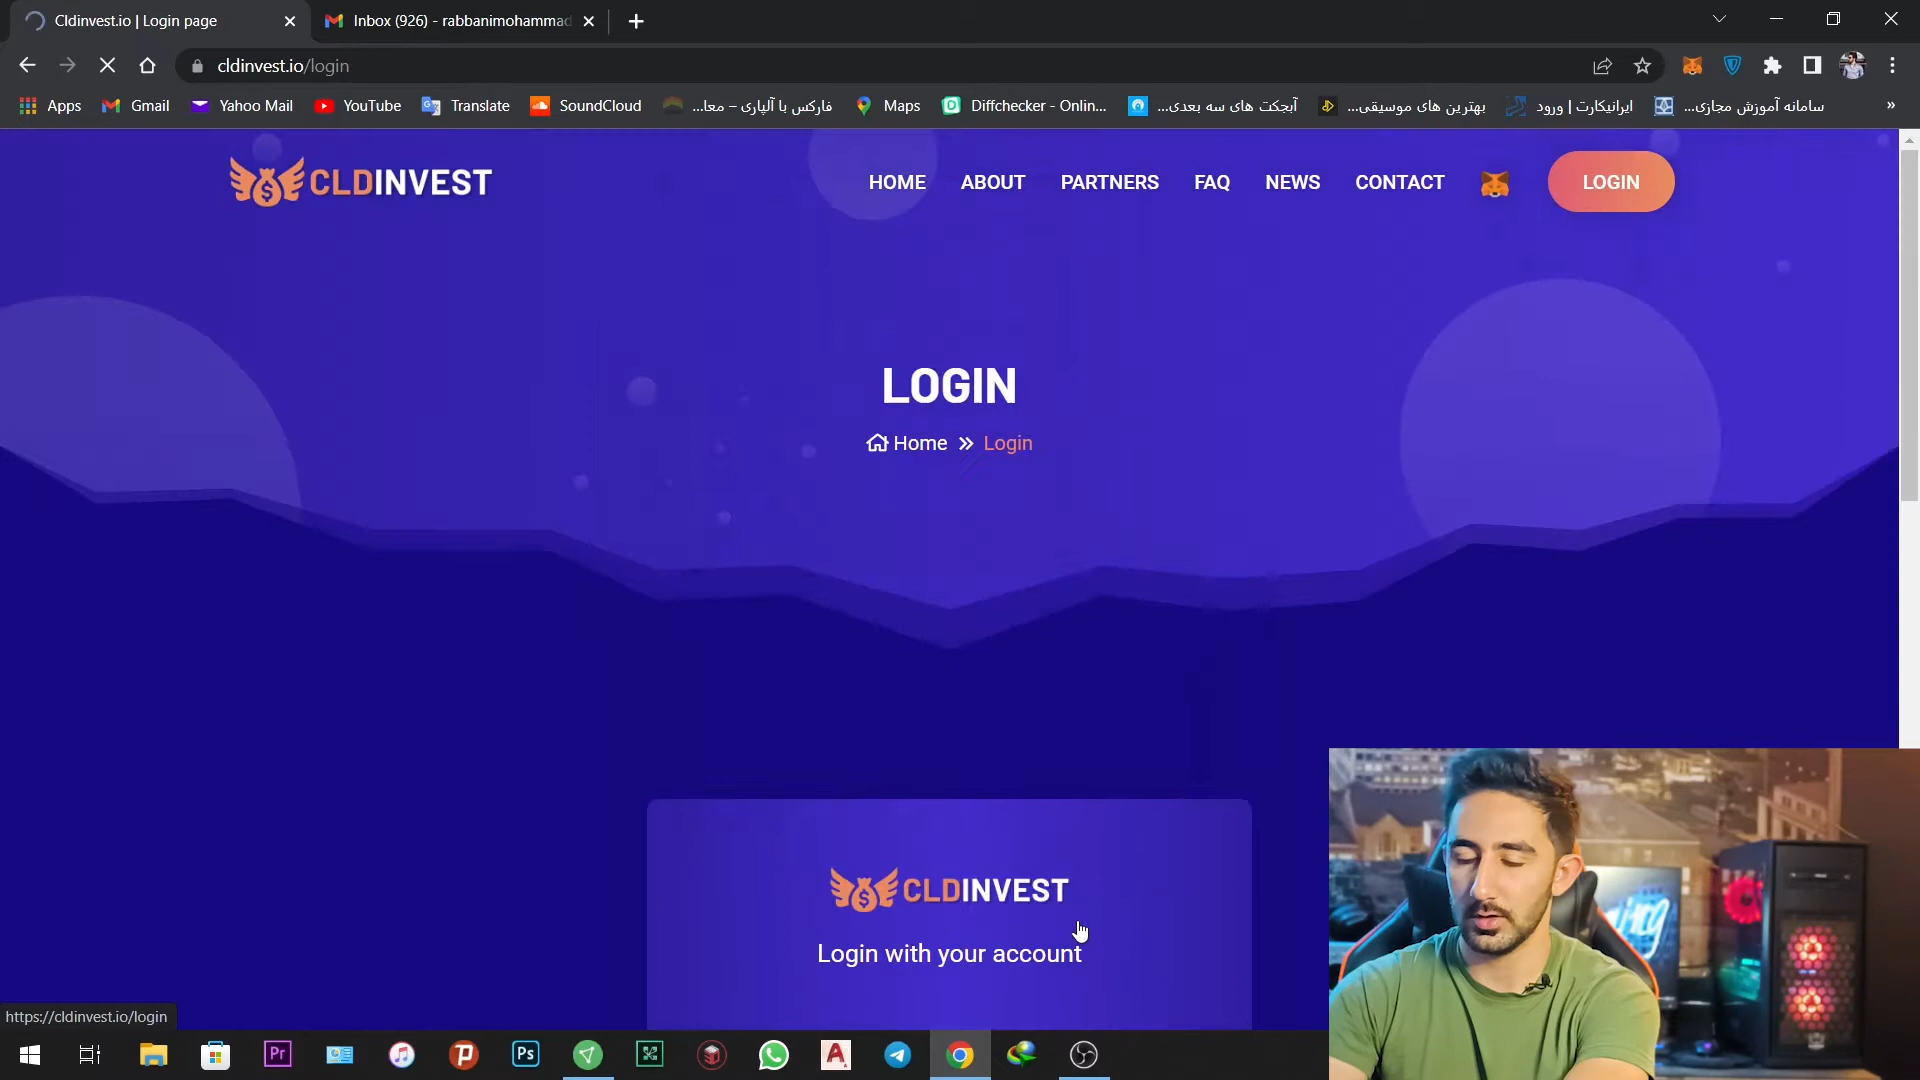 Cldinvest.io | Login page
Inbox (926) - rabbanimohammad
cldinvest.io/login
Apps
Gmail
Yahoo Mail
YouTube
Translate
SoundCloud
فارکس با آلپاری – معا...
Maps
Diffchecker - Onlin...
آبجکت های سه بعدی...
بهترین های موسیقی...
ایرانیکارت | ورود
سامانه آموزش مجازی...
CLDINVEST
HOME
ABOUT
PARTNERS
FAQ
NEWS
CONTACT
LOGIN
LOGIN
Home » Login
CLDINVEST
Login with your account
https://cldinvest.io/login
Pr
Ps